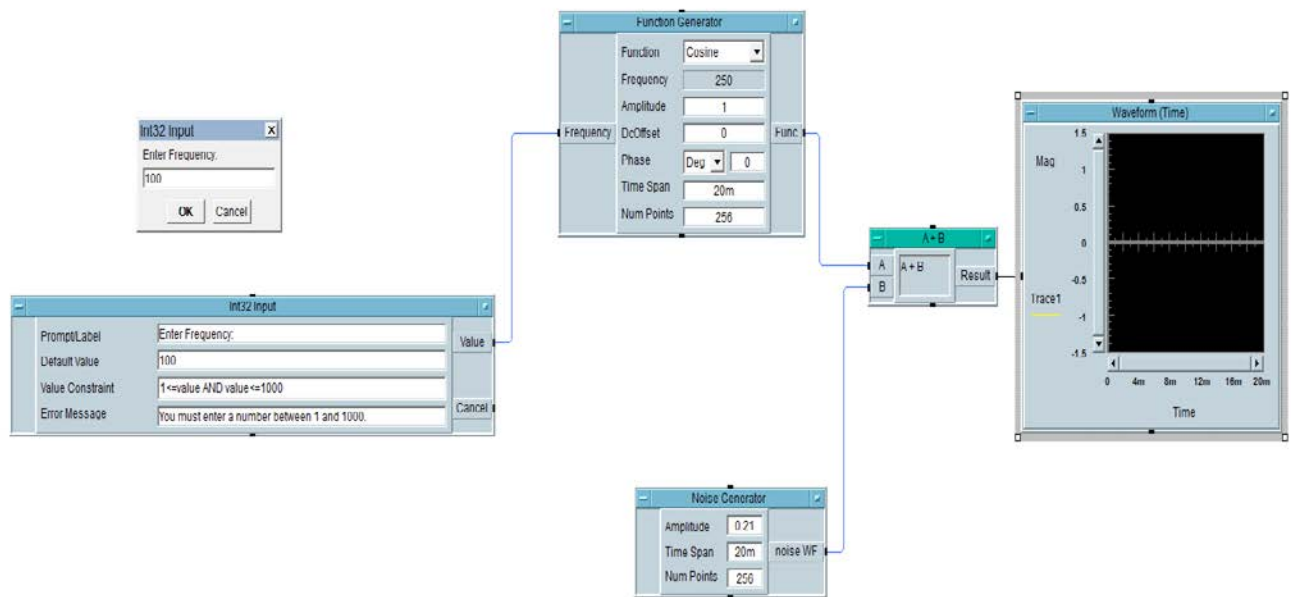 Function Generator
Function Cosine
Frequency 250
Amplitude 1
Frequency DcOffset 0 Func
Phase Deg 0
Time Span 20m
Num Points 256
Int32 Input X
Enter Frequency:
100
OK Cancel
Int32 Input
Prompt/Label Enter Frequency: Value
Default Value 100
Value Constraint 1<=value AND value<=1000
Error Message You must enter a number between 1 and 1000. Cancel
A+B
A A+B Result
B
Waveform (Time)
Mag
1.5
1
0.5
0
-0.5
Trace1
-1
-1.5
0 4m 8m 12m 16m 20m
Time
Noise Generator
Amplitude 0.21
Time Span 20m noise WF
Num Points 256